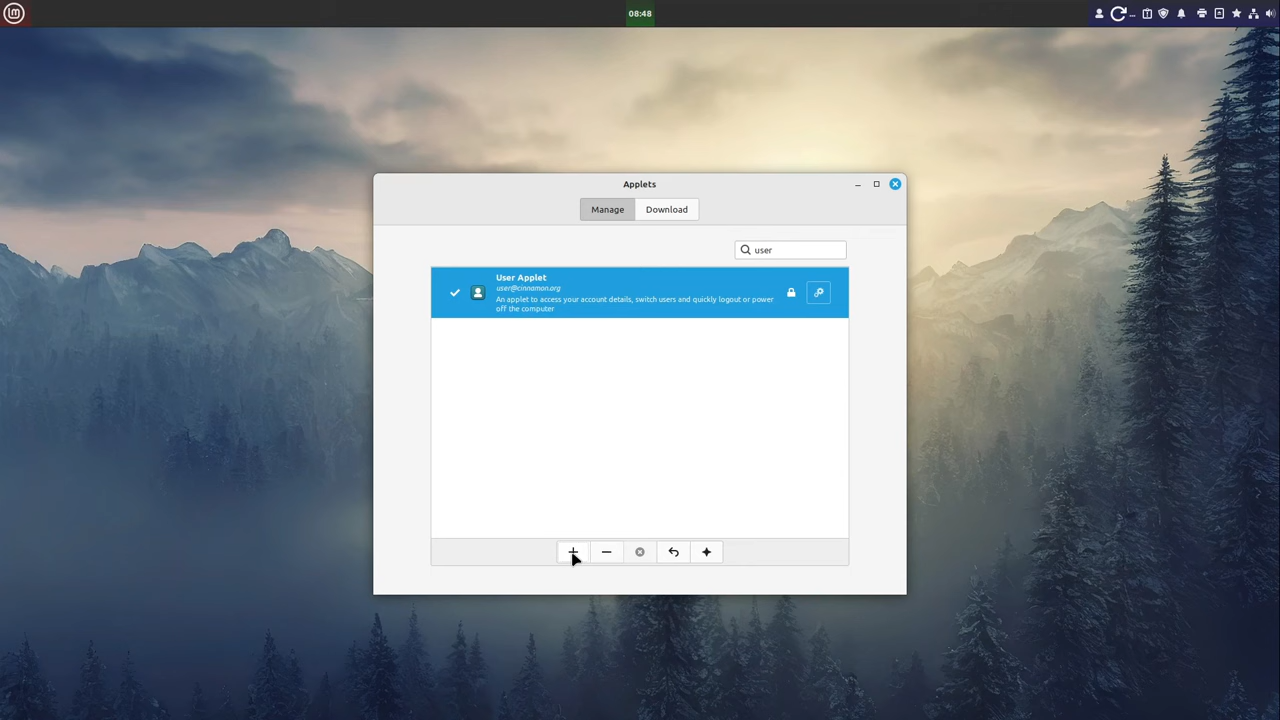 lm
08:48
...
Applets
Manage
Download
user
User Applet
user@cinnamon.org
An applet to access your account details, switch users and quickly logout or power
off the computer